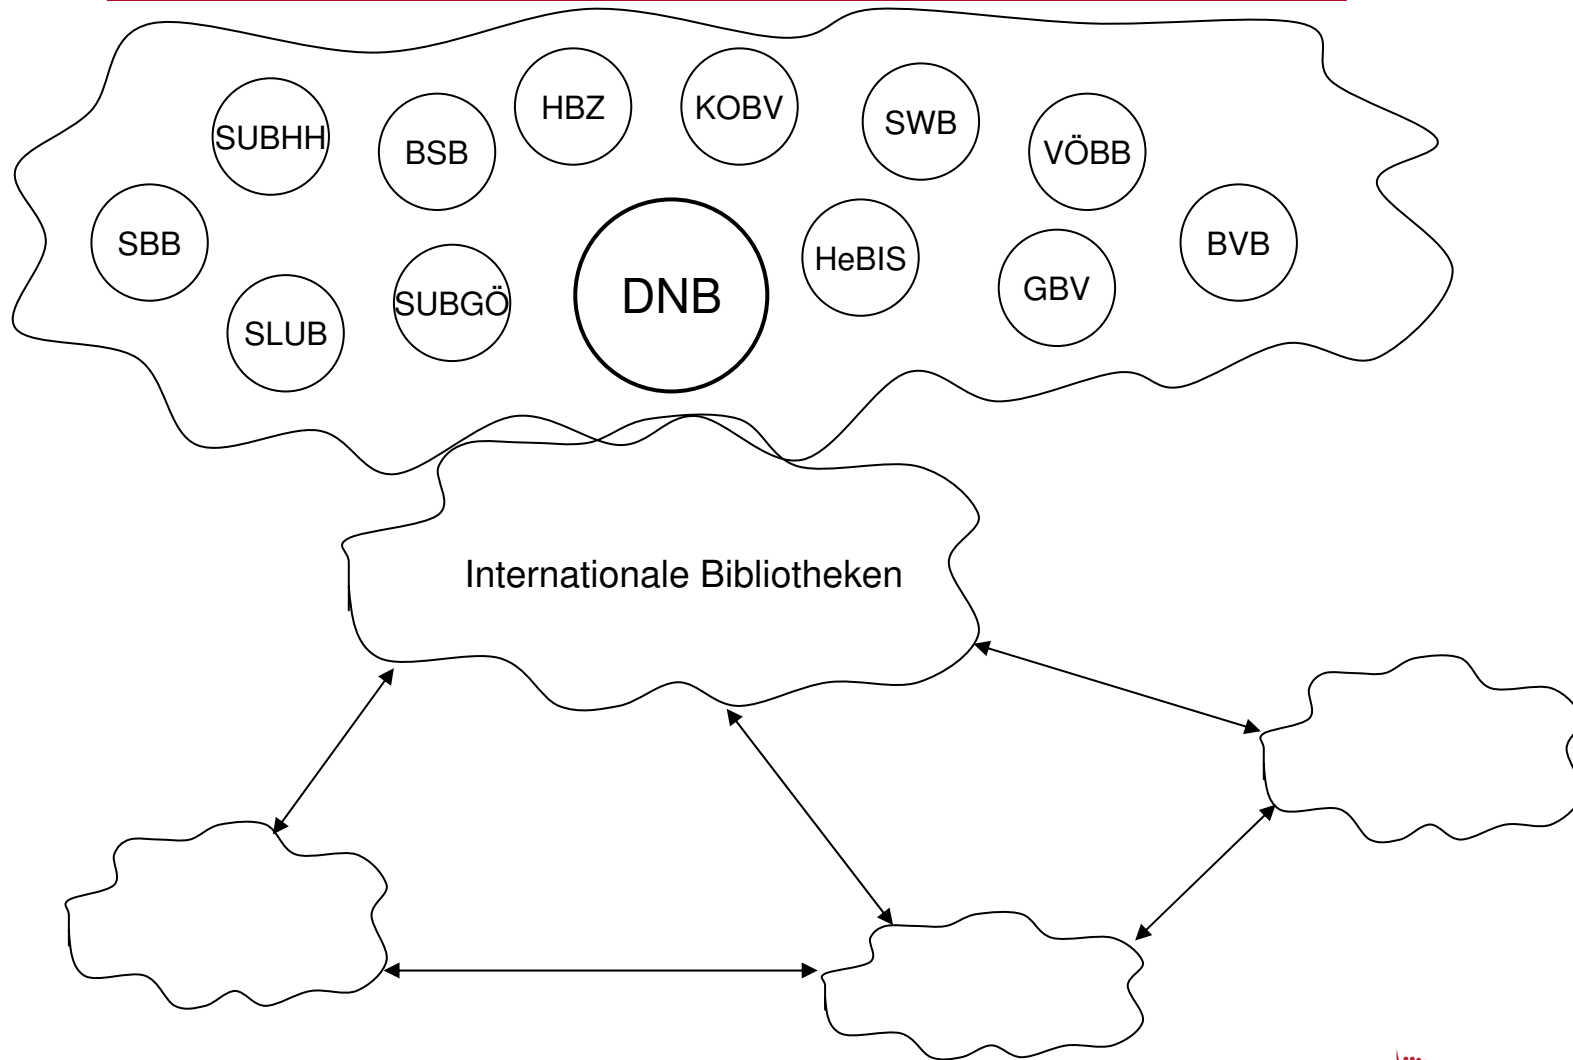 HBZ
KOBV
SWB
SUBHH
BSB
VÖBB
SBB
BVB
HeBIS
GBV
DNB
SUBGÖ
SLUB
Internationale Bibliotheken